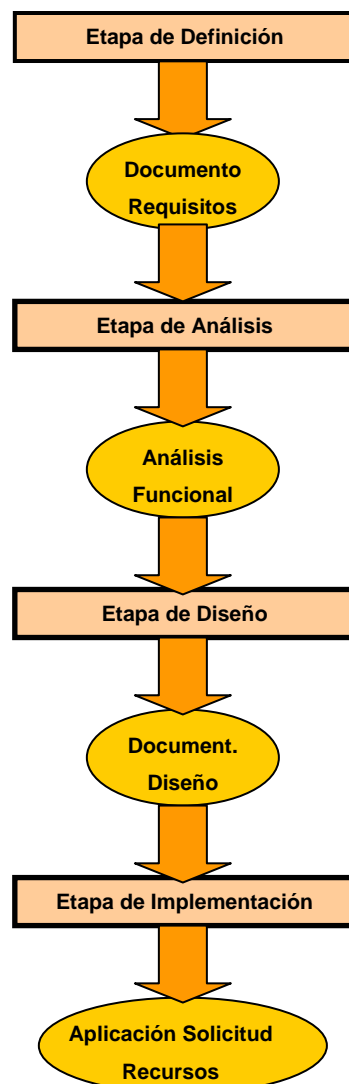 Etapa de Definición
Documento
Requisitos
Etapa de Análisis
Análisis
Funcional
Etapa de Diseño
Document.
Diseño
Etapa de Implementación
Aplicación Solicitud
Recursos